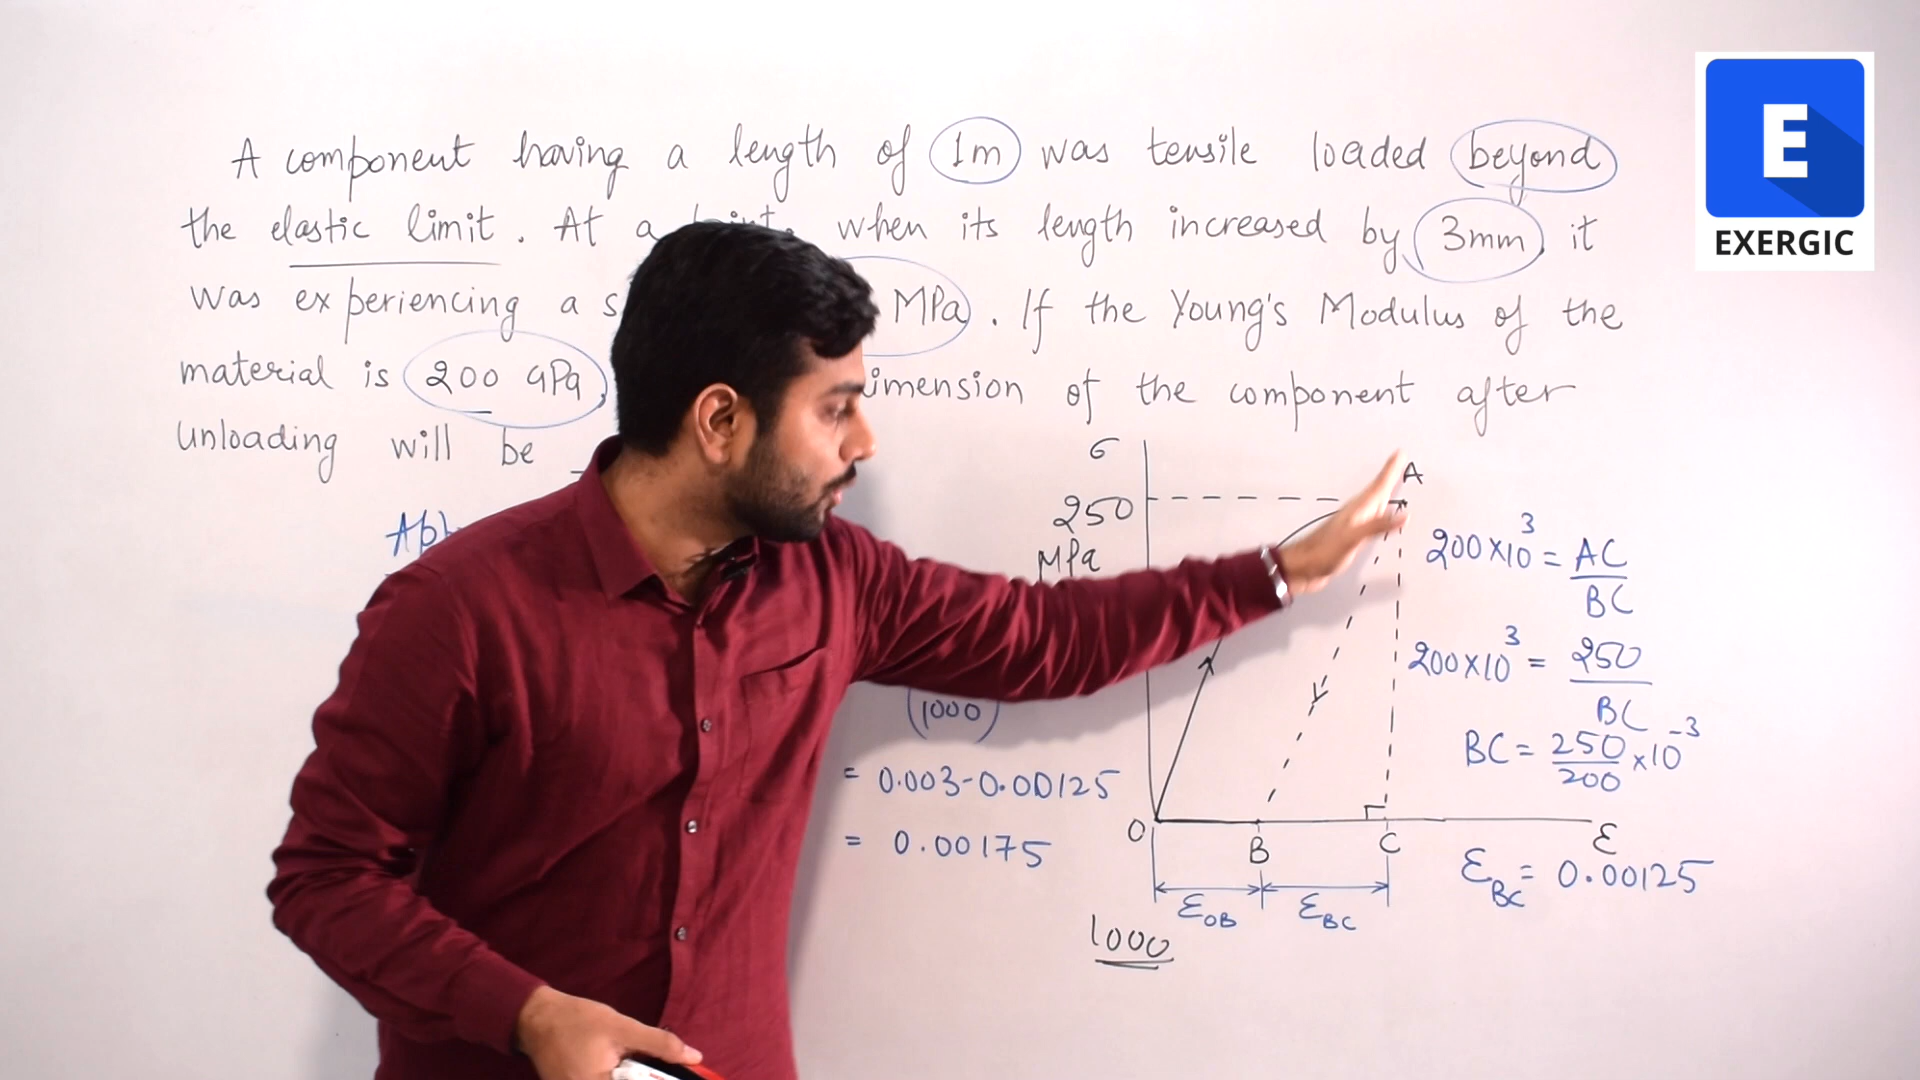 A component having a length of 1m was tensile loaded beyond
the elastic limit. At a when its length increased by 3mm, it
was experiencing a MPa. If the Young's Modulus of the
material is 200 GPa, dimension of the component after
unloading will be
E
EXERGIC
σ
A
250
MPa
200×10³ = AC/BC
200×10³ = 250/BC
BC = 250/200 ×10⁻³
(1000)
= 0.003-0.00125
= 0.00175
O B C ε
ε_BC = 0.00125
ε_OB ε_BC
1000